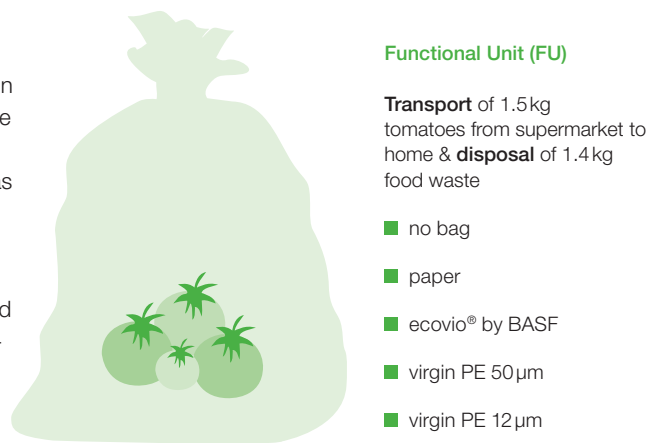 Functional Unit (FU)
Transport of 1.5 kg
tomatoes from supermarket to
home & disposal of 1.4 kg
food waste
no bag
paper
ecovio® by BASF
virgin PE 50 µm
virgin PE 12 µm